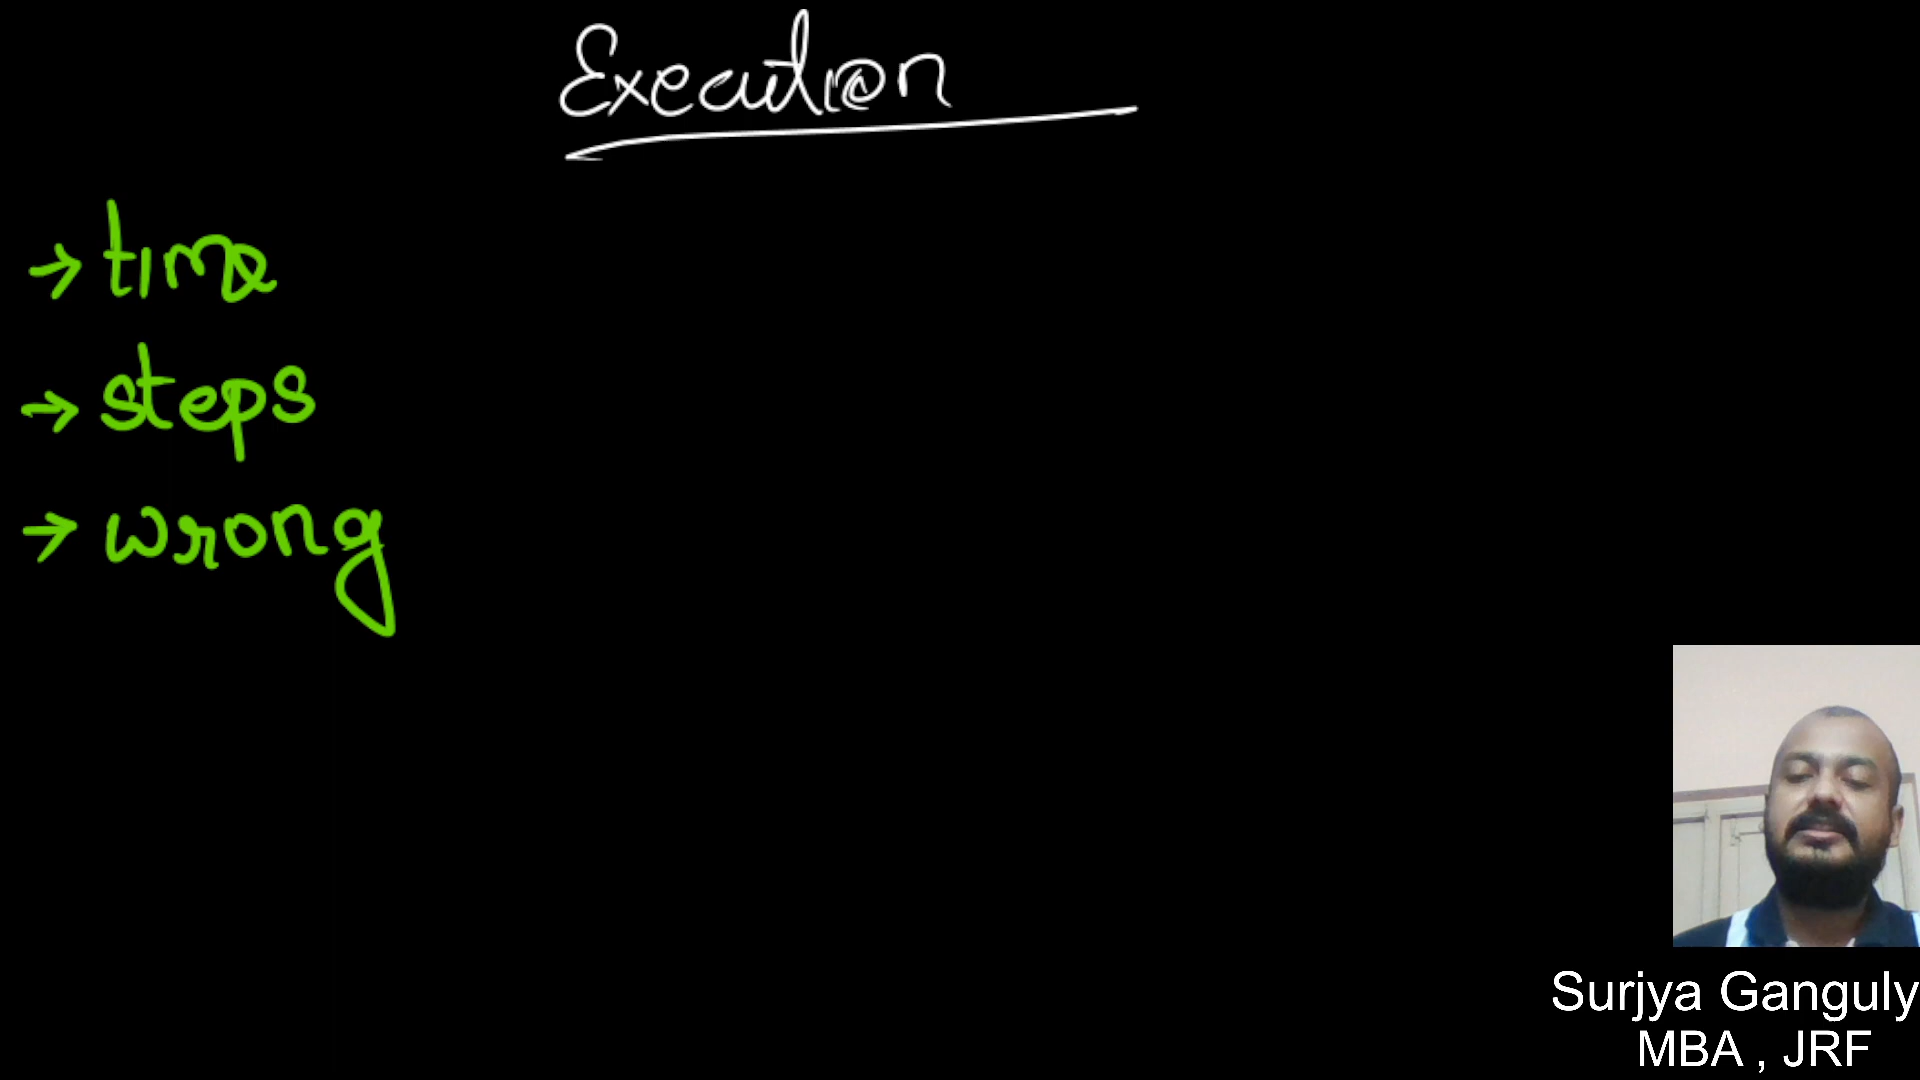 Execution
→ time
→ steps
→ wrong
Surjya Ganguly
MBA , JRF